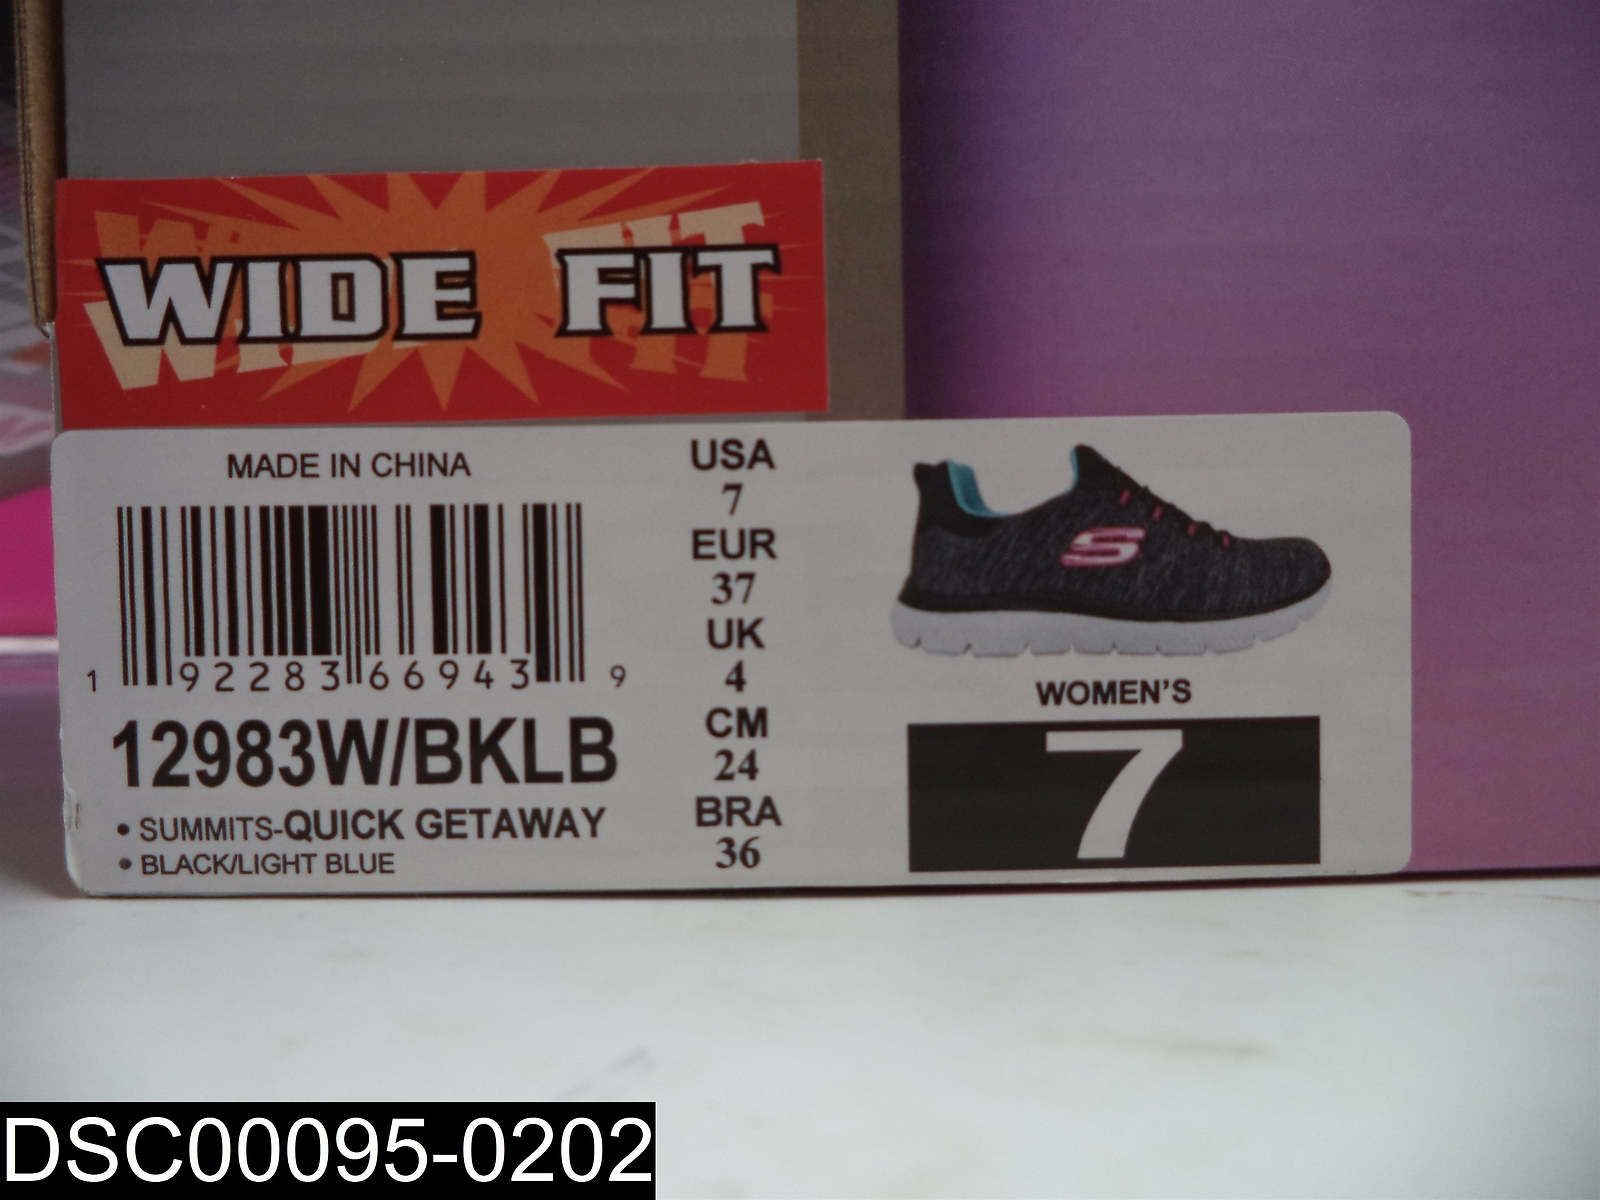 WIDE FIT
MADE IN CHINA
1 92283 66943 9
12983W/BKLB
• SUMMITS-QUICK GETAWAY
• BLACK/LIGHT BLUE
USA
7
EUR
37
UK
4
CM
24
BRA
36
S
WOMEN'S
7
DSC00095-0202